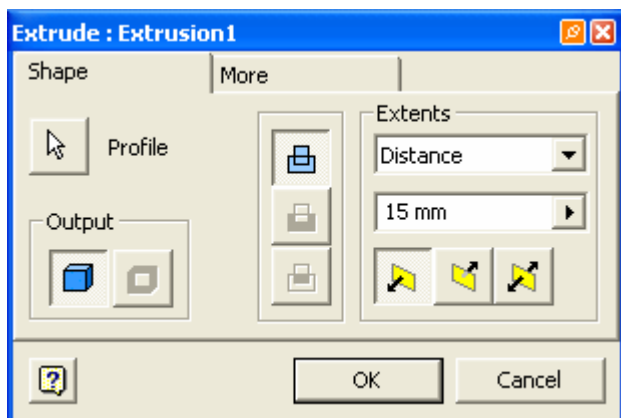 Extrude : Extrusion1
Shape
More
Profile
Output
Extents
Distance
15 mm
OK
Cancel